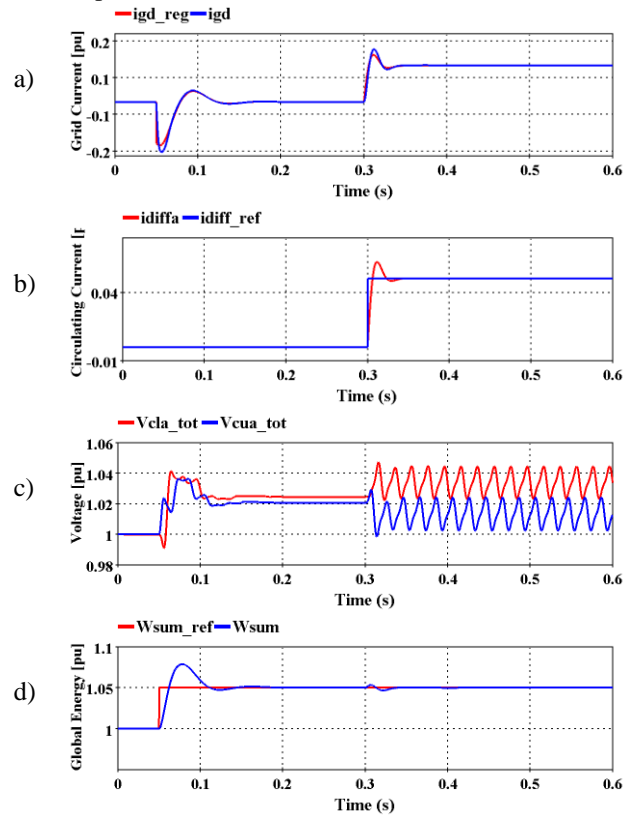 igd_reg igd
a)
Grid Current [pu]
0.2
0.1
-0.1
-0.2
0 0.1 0.2 0.3 0.4 0.5 0.6
Time (s)
idiffa idiff_ref
b)
Circulating Current [
0.04
-0.01
0 0.1 0.2 0.3 0.4 0.5 0.6
Time (s)
Vcla_tot Vcua_tot
c)
Voltage [pu]
1.06
1.04
1.02
1
0.98
0 0.1 0.2 0.3 0.4 0.5 0.6
Time (s)
Wsum_ref Wsum
d)
Global Energy [pu]
1.1
1.05
1
0 0.1 0.2 0.3 0.4 0.5 0.6
Time (s)